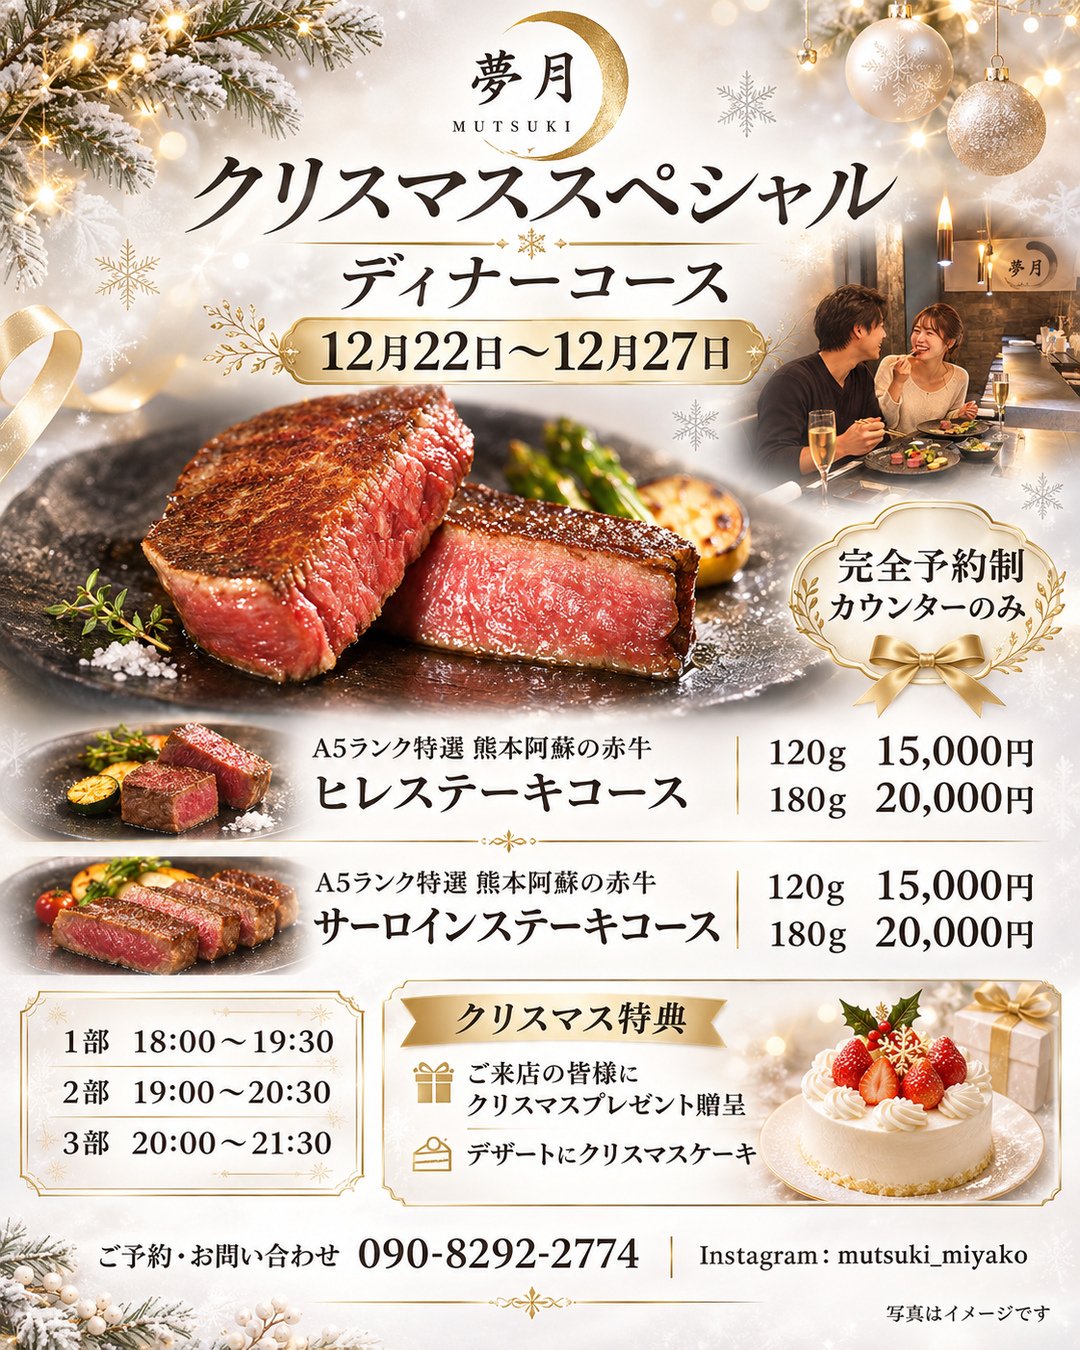 夢月
MUTSUKI
クリスマススペシャル
ディナーコース
12月22日～12月27日
夢月
完全予約制
カウンターのみ
A5ランク特選 熊本阿蘇の赤牛
ヒレステーキコース
120g 15,000円
180g 20,000円
A5ランク特選 熊本阿蘇の赤牛
サーロインステーキコース
120g 15,000円
180g 20,000円
1部 18:00～19:30
2部 19:00～20:30
3部 20:00～21:30
クリスマス特典
ご来店の皆様に
クリスマスプレゼント贈呈
デザートにクリスマスケーキ
ご予約・お問い合わせ 090-8292-2774
Instagram : mutsuki_miyako
写真はイメージです